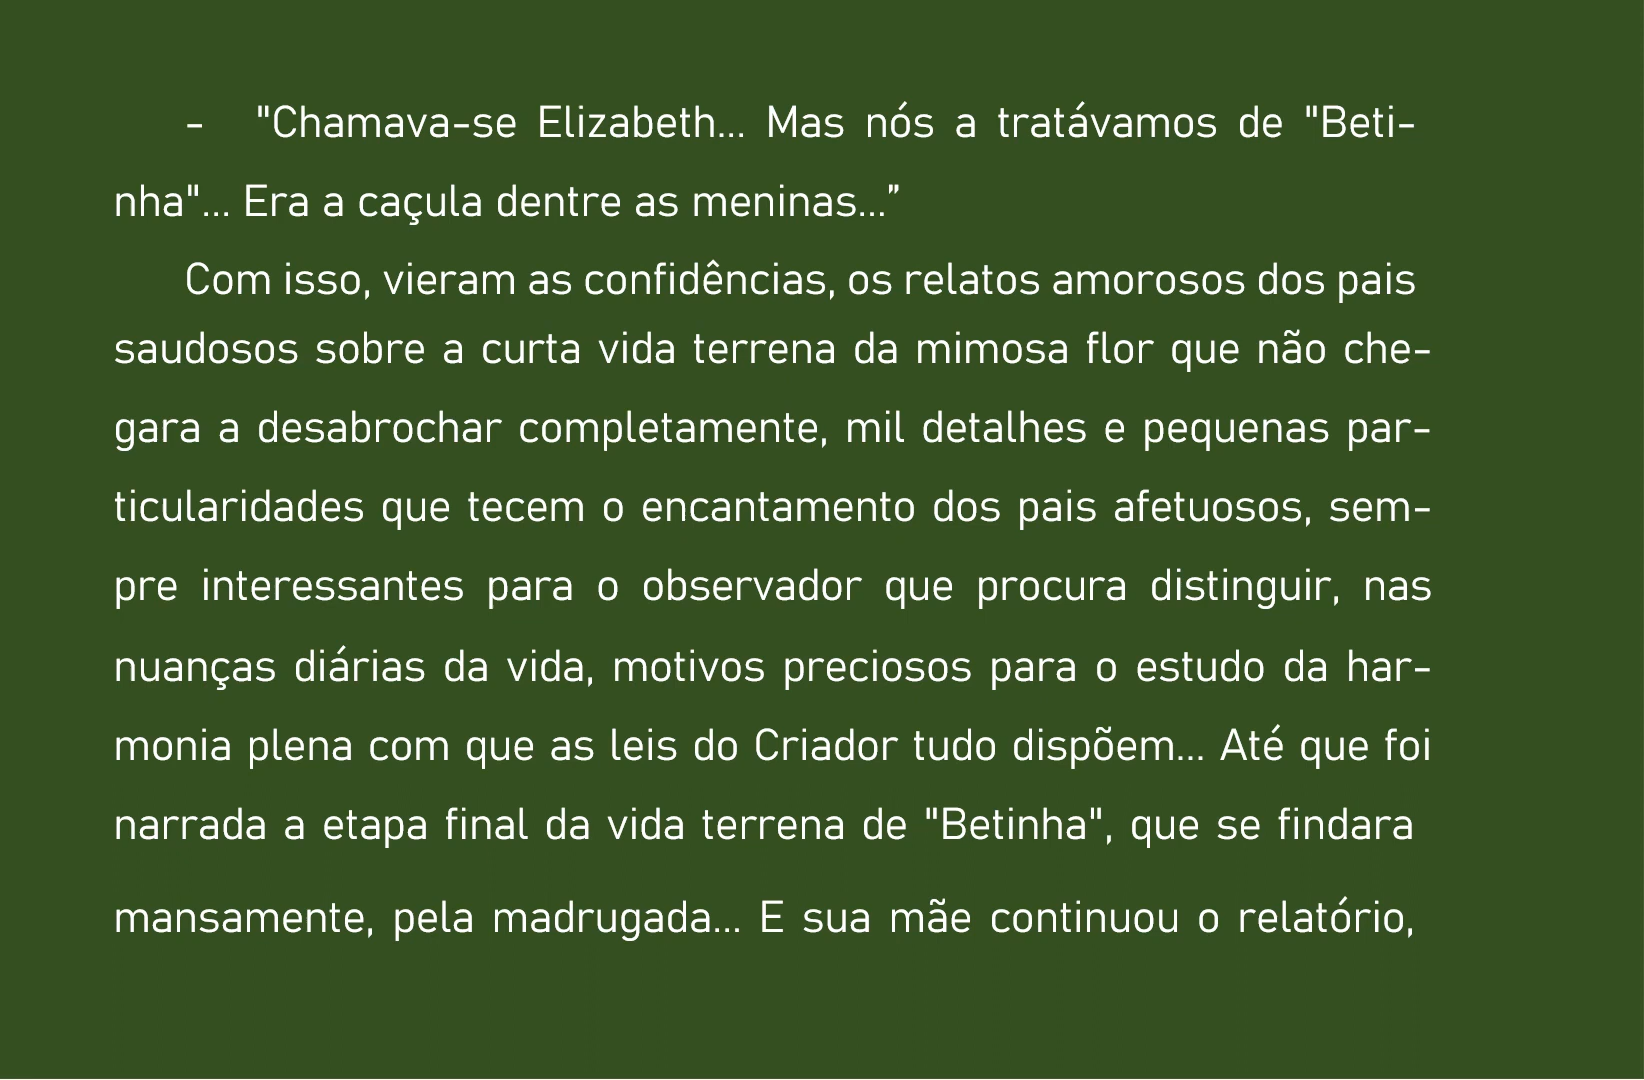 - "Chamava-se Elizabeth... Mas nós a tratávamos de "Beti-
nha"... Era a caçula dentre as meninas...”
Com isso, vieram as confidências, os relatos amorosos dos pais
saudosos sobre a curta vida terrena da mimosa flor que não che-
gara a desabrochar completamente, mil detalhes e pequenas par-
ticularidades que tecem o encantamento dos pais afetuosos, sem-
pre interessantes para o observador que procura distinguir, nas
nuanças diárias da vida, motivos preciosos para o estudo da har-
monia plena com que as leis do Criador tudo dispõem... Até que foi
narrada a etapa final da vida terrena de "Betinha", que se findara
mansamente, pela madrugada... E sua mãe continuou o relatório,